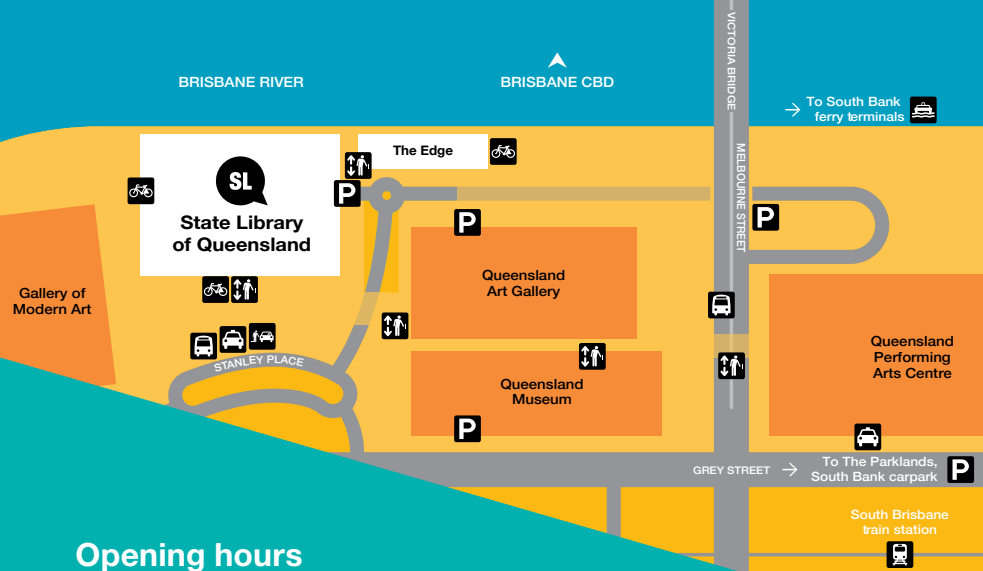 VICTORIA BRIDGE
BRISBANE RIVER
BRISBANE CBD
To South Bank
ferry terminals
The Edge
MELBOURNE STREET
SL
P
State Library
of Queensland
P
P
Queensland
Art Gallery
Gallery of
Modern Art
STANLEY PLACE
Queensland
Performing
Arts Centre
Queensland
Museum
P
GREY STREET
To The Parklands,
South Bank carpark
P
South Brisbane
train station
Opening hours